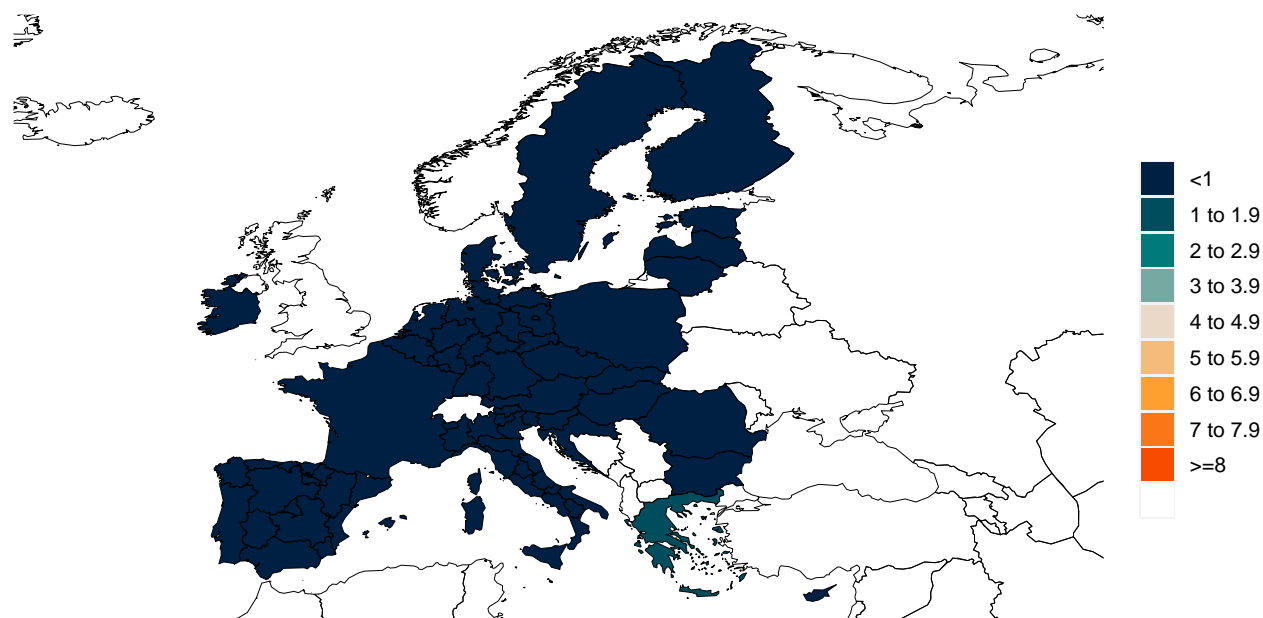 <1
1 to 1.9
2 to 2.9
3 to 3.9
4 to 4.9
5 to 5.9
6 to 6.9
7 to 7.9
>=8